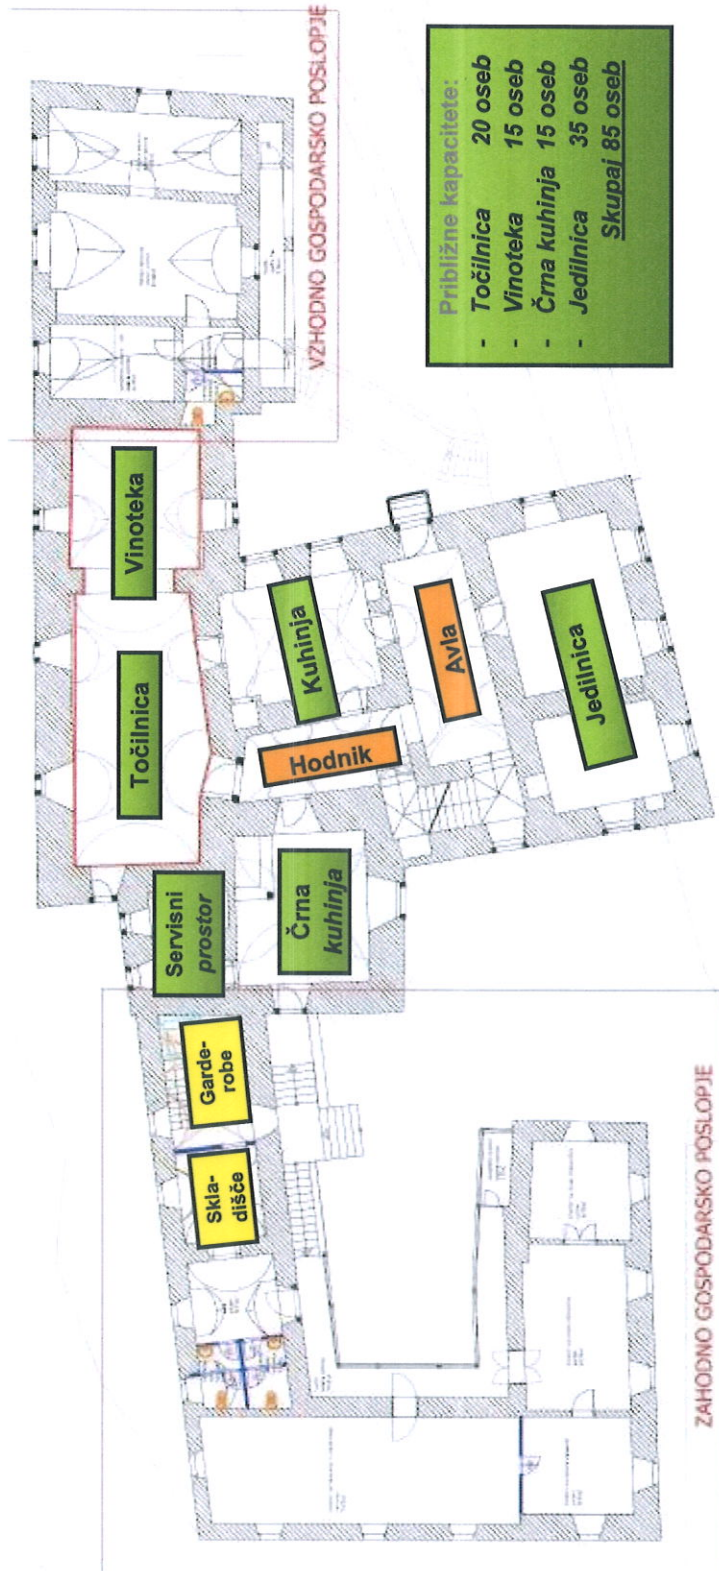 VZHODNO GOSPODARSKO POSLOPJE
Približne kapacitete:
- Točilnica 20 oseb
- Vinoteka 15 oseb
- Črna kuhinja 15 oseb
- Jedilnica 35 oseb
Skupaj 85 oseb
Vinoteka
Točilnica
Kuhinja
Hodnik
Avla
Jedilnica
Servisni
prostor
Črna
kuhinja
Garde-
robe
Skla-
dišče
ZAHODNO GOSPODARSKO POSLOPJE